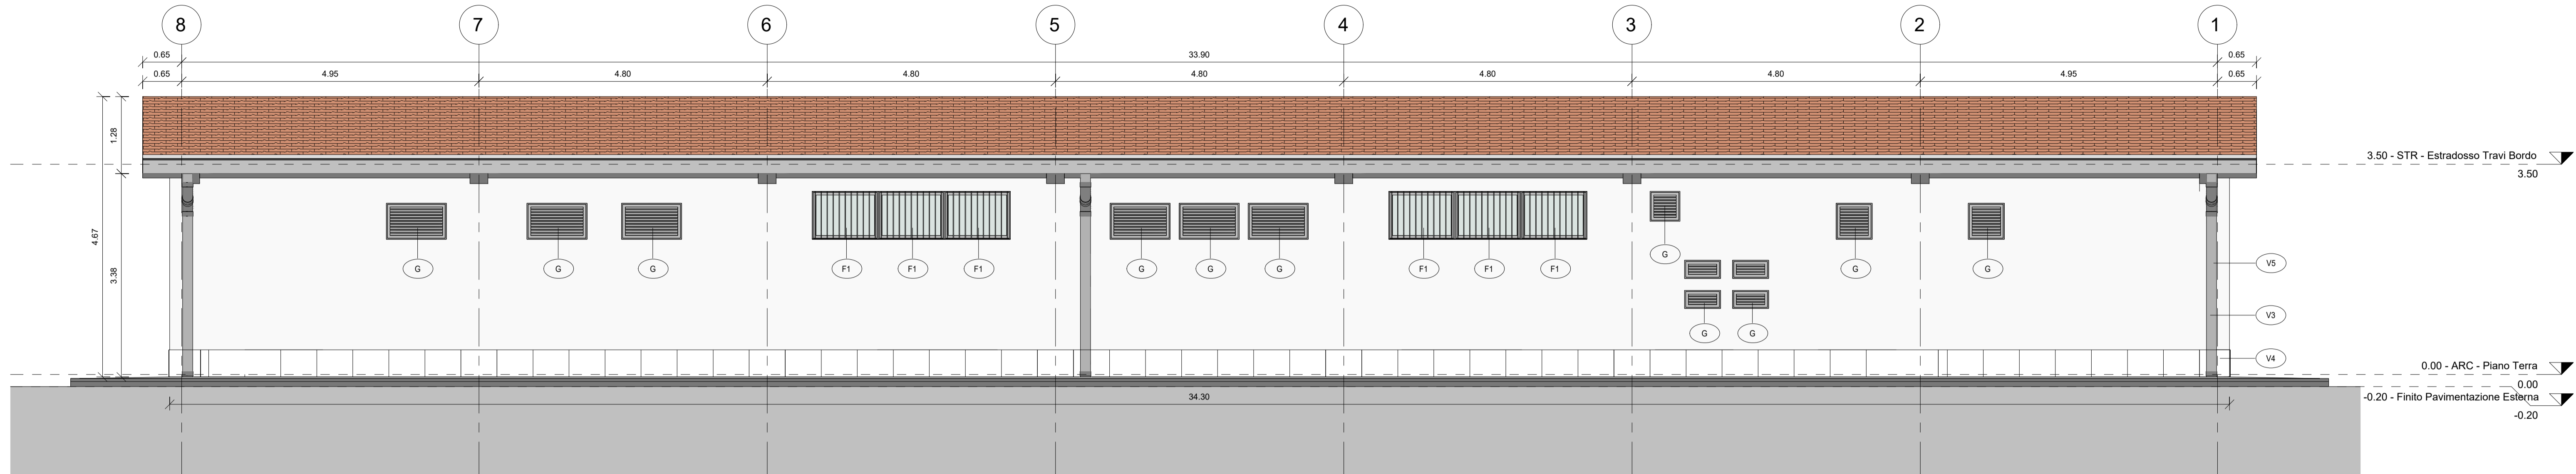 8 7 6 5 4 3 2 1
0.65 33.90 0.65
0.65 4.95 4.80 4.80 4.80 4.80 4.80 4.95 0.65
1.28
4.67
3.38
3.50 - STR - Estradosso Travi Bordo
3.50
G G G F1 F1 F1 G G G F1 F1 F1 G G G
G G
V5
V3
V4
0.00 - ARC - Piano Terra
0.00
-0.20 - Finito Pavimentazione Esterna
-0.20
34.30